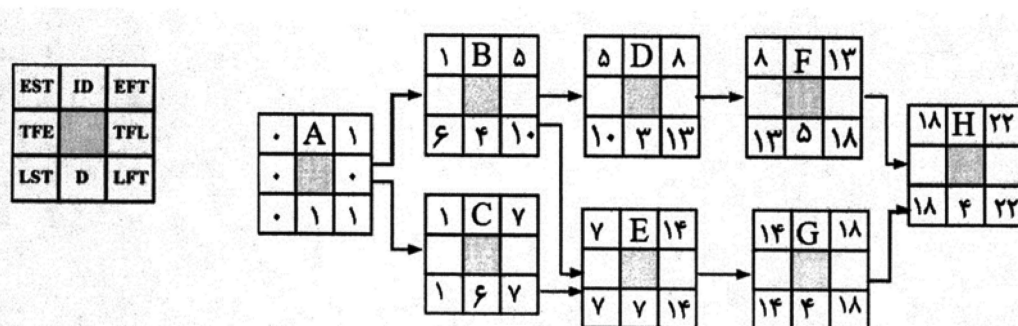 EST ID EFT
TFE TFL
LST D LFT
۰ A ۱
۰ ۰
۰ ۱ ۱
۱ B ۵
۶ ۴ ۱۰
۱ C ۷
۱ ۶ ۷
۵ D ۸
۱۰ ۳ ۱۳
۷ E ۱۴
۷ ۷ ۱۴
۸ F ۱۳
۱۳ ۵ ۱۸
۱۴ G ۱۸
۱۴ ۴ ۱۸
۱۸ H ۲۲
۱۸ ۴ ۲۲